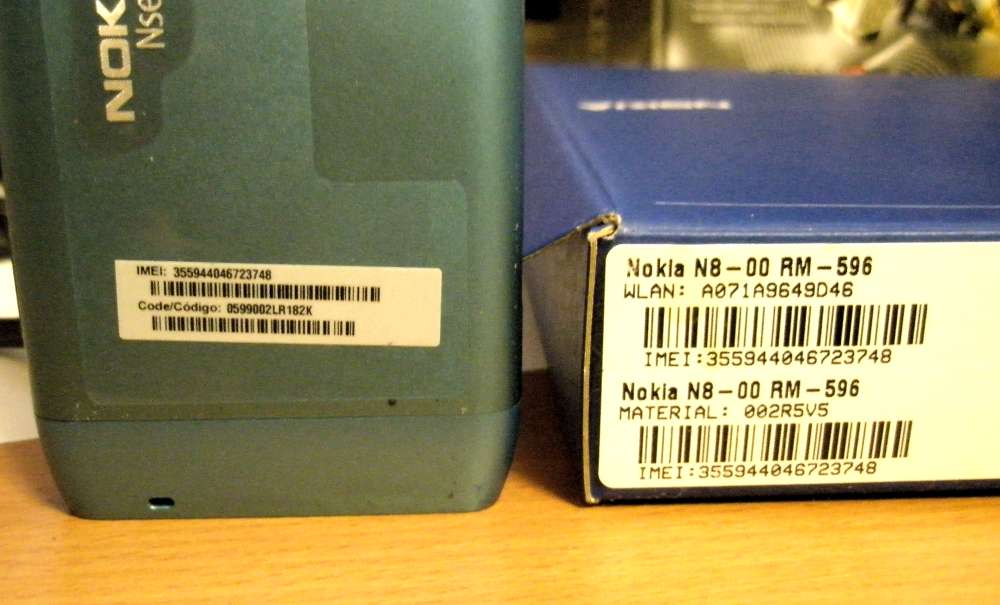 NOK
Nse
IMEI: 355944046723748
Code/Código: 0599002LR182K
Nokia N8-00 RM-596
WLAN: A071A9649D46
IMEI:355944046723748
Nokia N8-00 RM-596
MATERIAL: 002R5V5
IMEI:355944046723748